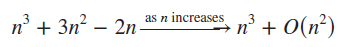 n³ + 3n² − 2n as n increases → n³ + O(n²)